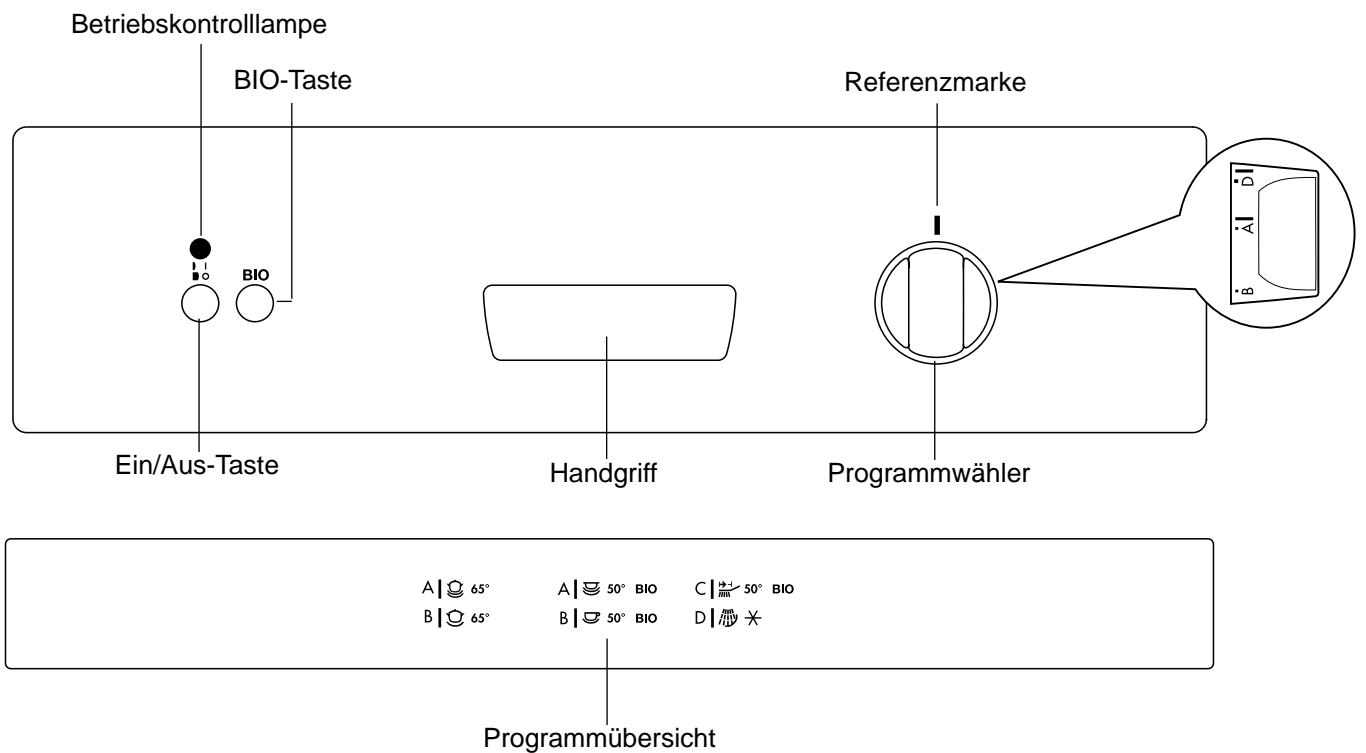 Betriebskontrolllampe
BIO-Taste
Referenzmarke
D
A
B
BIO
Ein/Aus-Taste
Handgriff
Programmwähler
A 65° A 50° BIO C 50° BIO
B 65° B 50° BIO D
Programmübersicht